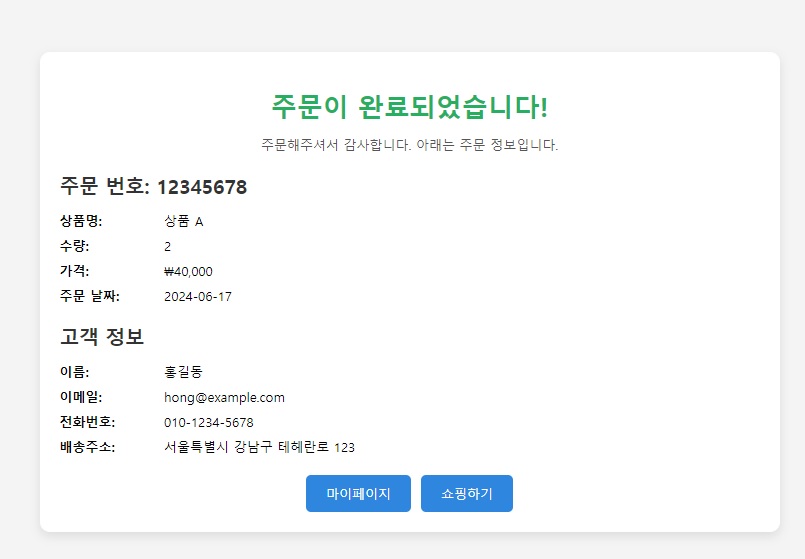 주문이 완료되었습니다!
주문해주셔서 감사합니다. 아래는 주문 정보입니다.
주문 번호: 12345678
상품명: 상품 A
수량: 2
가격: ₩40,000
주문 날짜: 2024-06-17
고객 정보
이름: 홍길동
이메일: hong@example.com
전화번호: 010-1234-5678
배송주소: 서울특별시 강남구 테헤란로 123
마이페이지 쇼핑하기